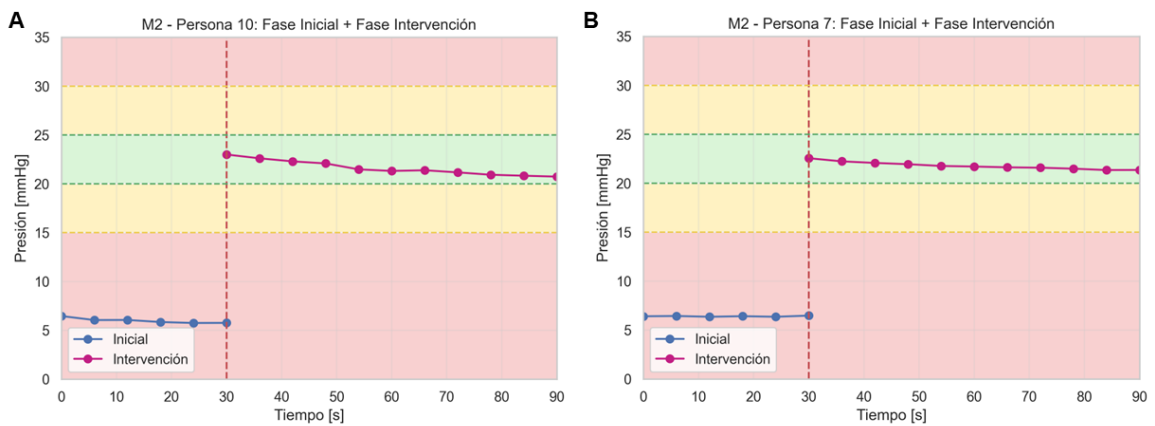 A
M2 - Persona 10: Fase Inicial + Fase Intervención
Presión [mmHg]
35
30
25
20
15
10
5
0
Inicial
Intervención
0 10 20 30 40 50 60 70 80 90
Tiempo [s]
B
M2 - Persona 7: Fase Inicial + Fase Intervención
Presión [mmHg]
35
30
25
20
15
10
5
0
Inicial
Intervención
0 10 20 30 40 50 60 70 80 90
Tiempo [s]